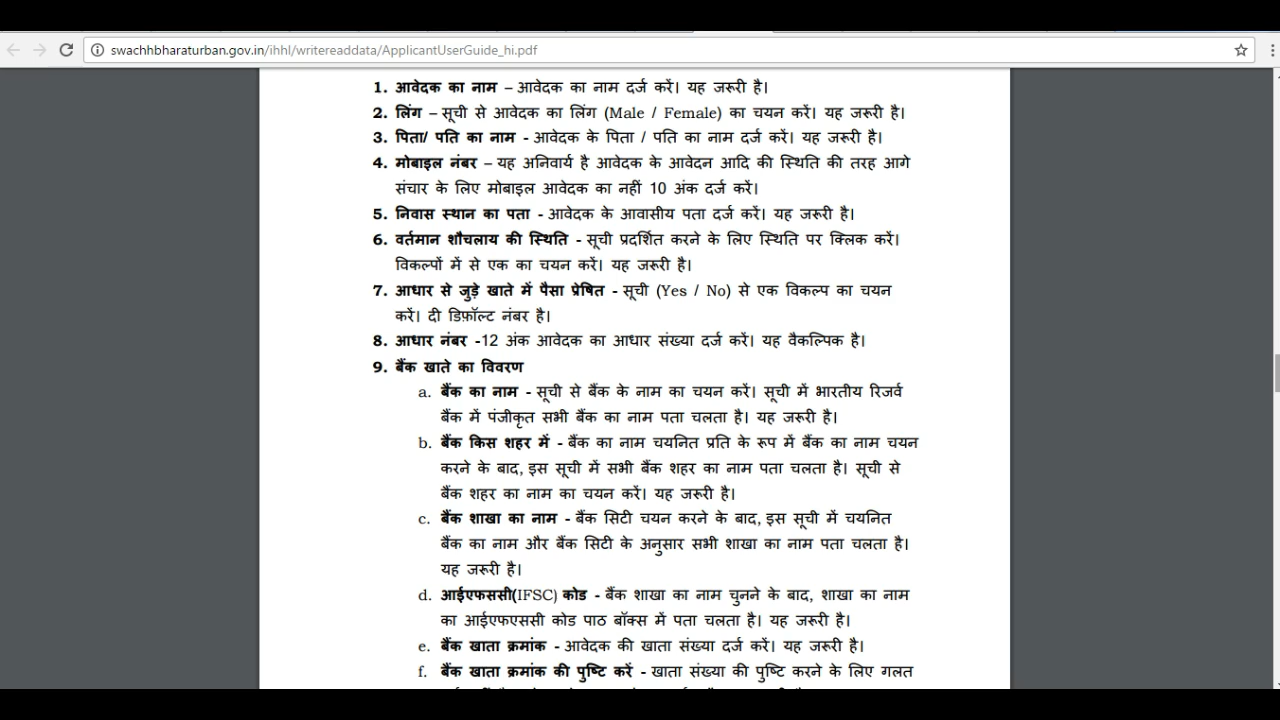 swachhbharaturban.gov.in/ihhl/writereaddata/ApplicantUserGuide_hi.pdf
1. आवेदक का नाम – आवेदक का नाम दर्ज करें। यह जरूरी है।
2. लिंग – सूची से आवेदक का लिंग (Male / Female) का चयन करें। यह जरूरी है।
3. पिता/ पति का नाम - आवेदक के पिता / पति का नाम दर्ज करें। यह जरूरी है।
4. मोबाइल नंबर – यह अनिवार्य है आवेदक के आवेदन आदि की स्थिति की तरह आगे
संचार के लिए मोबाइल आवेदक का नहीं 10 अंक दर्ज करें।
5. निवास स्थान का पता - आवेदक के आवासीय पता दर्ज करें। यह जरूरी है।
6. वर्तमान शौचलाय की स्थिति - सूची प्रदर्शित करने के लिए स्थिति पर क्लिक करें।
विकल्पों में से एक का चयन करें। यह जरूरी है।
7. आधार से जुड़े खाते में पैसा प्रेषित - सूची (Yes / No) से एक विकल्प का चयन
करें। दी डिफ़ॉल्ट नंबर है।
8. आधार नंबर -12 अंक आवेदक का आधार संख्या दर्ज करें। यह वैकल्पिक है।
9. बैंक खाते का विवरण
a. बैंक का नाम - सूची से बैंक के नाम का चयन करें। सूची में भारतीय रिजर्व
बैंक में पंजीकृत सभी बैंक का नाम पता चलता है। यह जरूरी है।
b. बैंक किस शहर में - बैंक का नाम चयनित प्रति के रूप में बैंक का नाम चयन
करने के बाद, इस सूची में सभी बैंक शहर का नाम पता चलता है। सूची से
बैंक शहर का नाम का चयन करें। यह जरूरी है।
c. बैंक शाखा का नाम - बैंक सिटी चयन करने के बाद, इस सूची में चयनित
बैंक का नाम और बैंक सिटी के अनुसार सभी शाखा का नाम पता चलता है।
यह जरूरी है।
d. आईएफससी(IFSC) कोड - बैंक शाखा का नाम चुनने के बाद, शाखा का नाम
का आईएफएससी कोड पाठ बॉक्स में पता चलता है। यह जरूरी है।
e. बैंक खाता क्रमांक - आवेदक की खाता संख्या दर्ज करें। यह जरूरी है।
f. बैंक खाता क्रमांक की पुष्टि करें - खाता संख्या की पुष्टि करने के लिए गलत